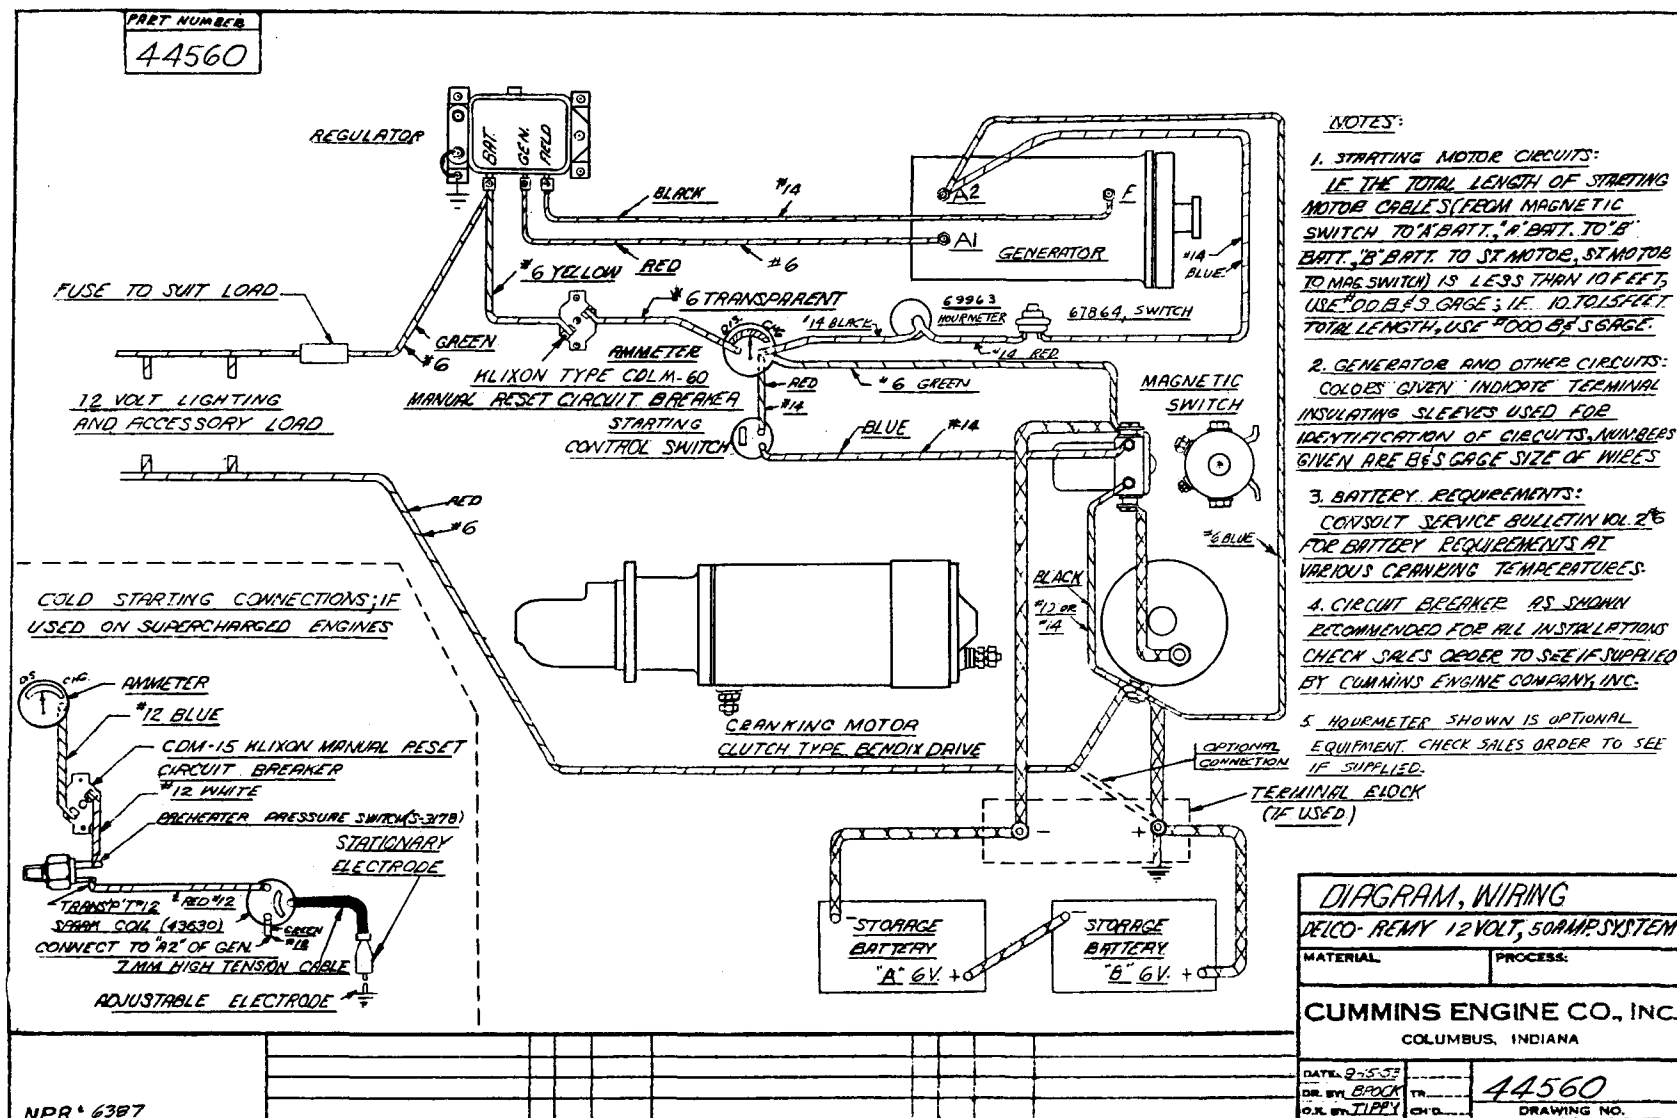 PART NUMBER
44560
REGULATOR
BAT.
GEN.
FIELD
BLACK
#14
A2
F
A1
GENERATOR
RED
#6
#6 YELLOW
#14
BLUE
FUSE TO SUIT LOAD
GREEN
#6
#6 TRANSPARENT
DIS.
CHG.
AMMETER
#14 BLACK
69963
HOURMETER
67864, SWITCH
#14 RED
#6 GREEN
KLIXON TYPE CDLM-60
MANUAL RESET CIRCUIT BREAKER
RED
#14
STARTING
CONTROL SWITCH
BLUE
#14
MAGNETIC
SWITCH
12 VOLT LIGHTING
AND ACCESSORY LOAD
RED
#6
#6 BLUE
BLACK
#12 OR
#14
CRANKING MOTOR
CLUTCH TYPE BENDIX DRIVE
OPTIONAL
CONNECTION
TERMINAL BLOCK
(IF USED)
-
+
-
STORAGE
BATTERY
"A" 6V. +
-
STORAGE
BATTERY
"B" 6V. +
COLD STARTING CONNECTIONS; IF
USED ON SUPERCHARGED ENGINES
DIS.
CHG.
AMMETER
#12 BLUE
CDM-15 KLIXON MANUAL RESET
CIRCUIT BREAKER
#12 WHITE
PREHEATER PRESSURE SWITCH (S-3178)
STATIONARY
ELECTRODE
TRANSP'T #12
RED #12
SPARK COIL (43630)
GREEN
#12
CONNECT TO "A2" OF GEN.
7 MM HIGH TENSION CABLE
ADJUSTABLE ELECTRODE
NOTES:
1. STARTING MOTOR CIRCUITS:
IF THE TOTAL LENGTH OF STARTING
MOTOR CABLES (FROM MAGNETIC
SWITCH TO "A" BATT., "A" BATT. TO "B"
BATT., "B" BATT. TO ST. MOTOR, ST. MOTOR
TO MAG. SWITCH) IS LESS THAN 10 FEET,
USE #00 B & S GAGE; IF 10 TO 15 FEET
TOTAL LENGTH, USE #000 B & S GAGE.
2. GENERATOR AND OTHER CIRCUITS:
COLORS GIVEN INDICATE TERMINAL
INSULATING SLEEVES USED FOR
IDENTIFICATION OF CIRCUITS, NUMBERS
GIVEN ARE B & S GAGE SIZE OF WIRES
3. BATTERY REQUIREMENTS:
CONSULT SERVICE BULLETIN VOL. 2 #6
FOR BATTERY REQUIREMENTS AT
VARIOUS CRANKING TEMPERATURES.
4. CIRCUIT BREAKER AS SHOWN
RECOMMENDED FOR ALL INSTALLATIONS
CHECK SALES ORDER TO SEE IF SUPPLIED
BY CUMMINS ENGINE COMPANY, INC.
5. HOURMETER SHOWN IS OPTIONAL
EQUIPMENT. CHECK SALES ORDER TO SEE
IF SUPPLIED.
DIAGRAM, WIRING
DELCO-REMY 12 VOLT, 50 AMP. SYSTEM
MATERIAL:
PROCESS:
CUMMINS ENGINE CO., INC.
COLUMBUS, INDIANA
DATE:
DR. BY: BROCK
TR.
O.K. BY: TIPPY
CH'D.
44560
DRAWING NO.
NPR # 6387